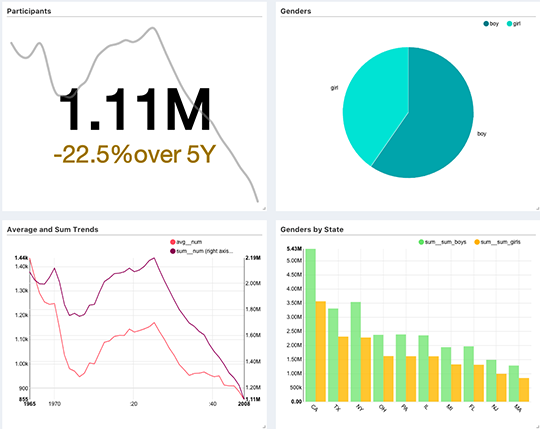 Participants
1.11M
-22.5%over 5Y
Genders
boy girl
girl
boy
Average and Sum Trends
avg__num
sum__num (right axis...
1.44k
1.40k
1.30k
1.20k
1.10k
1.00k
900
855
2.19M
2.00M
1.80M
1.60M
1.40M
1.20M
1.11M
1965 1970 :20 :40 2008
Genders by State
sum__sum_boys sum__sum_girls
5.43M
5.00M
4.50M
4.00M
3.50M
3.00M
2.50M
2.00M
1.50M
1.00M
500k
0.00
CA TX NY OH PA IL MI FL NJ MA